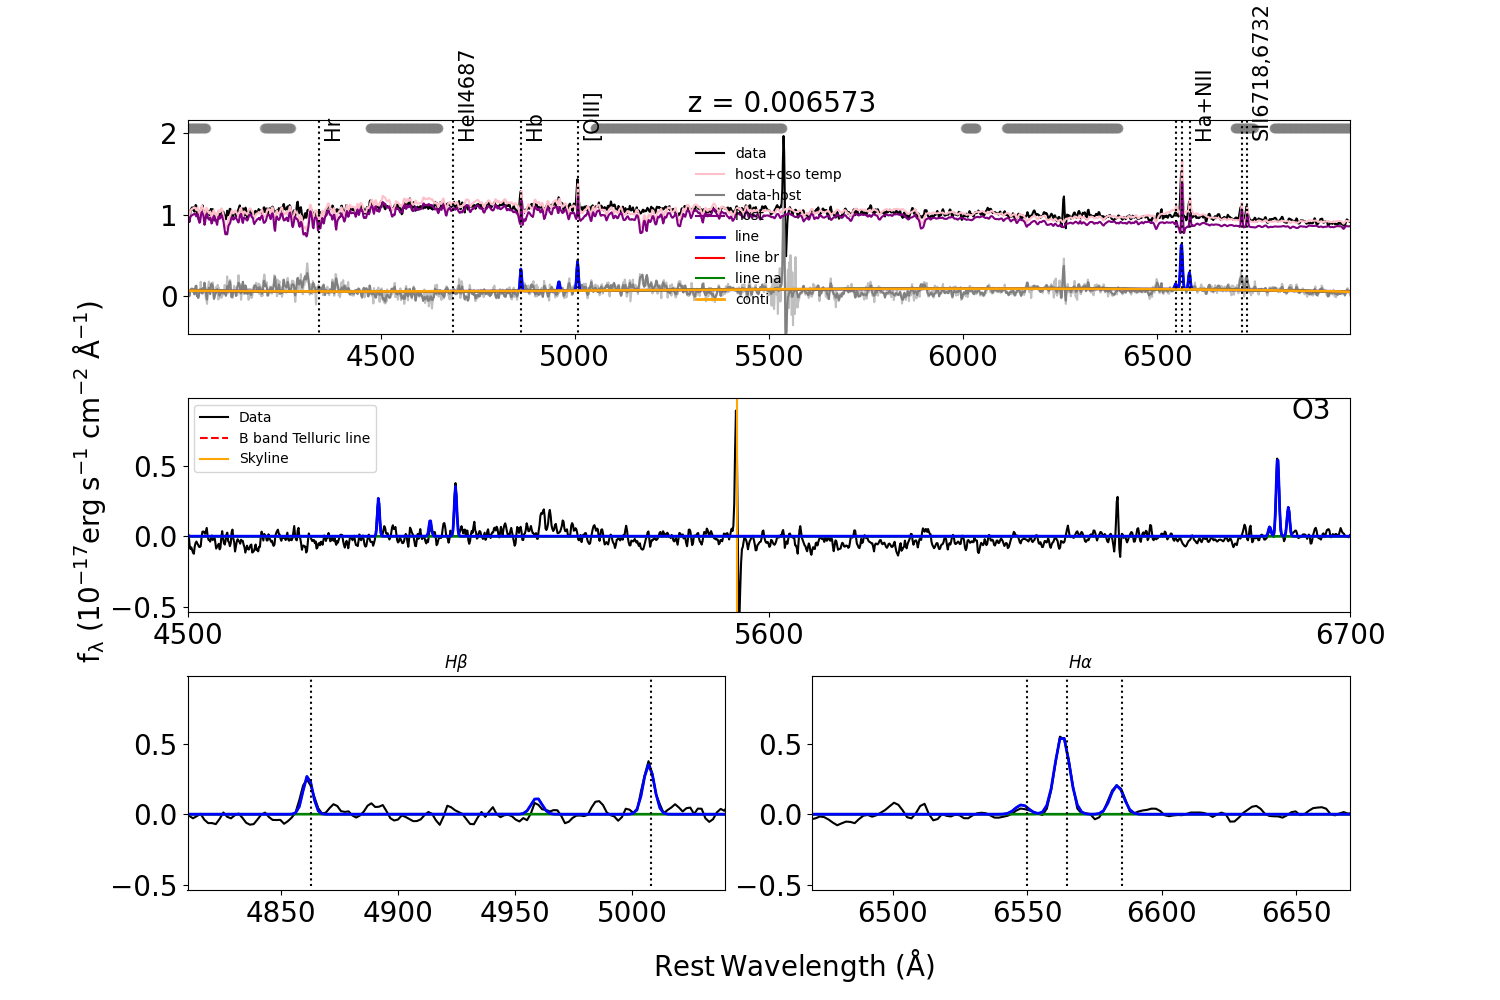 z = 0.006573
Hr
HeII4687
Hb
[OIII]
Ha+NII
SII6718,6732
2
1
0
data
host+qso temp
data-host
host
line
line br
line na
conti
4500
5000
5500
6000
6500
f_λ (10⁻¹⁷erg s⁻¹ cm⁻² Å⁻¹)
O3
Data
B band Telluric line
Skyline
0.5
0.0
−0.5
4500
5600
6700
Hβ
0.5
0.0
−0.5
4850
4900
4950
5000
Hα
0.5
0.0
−0.5
6500
6550
6600
6650
Rest Wavelength (Å)